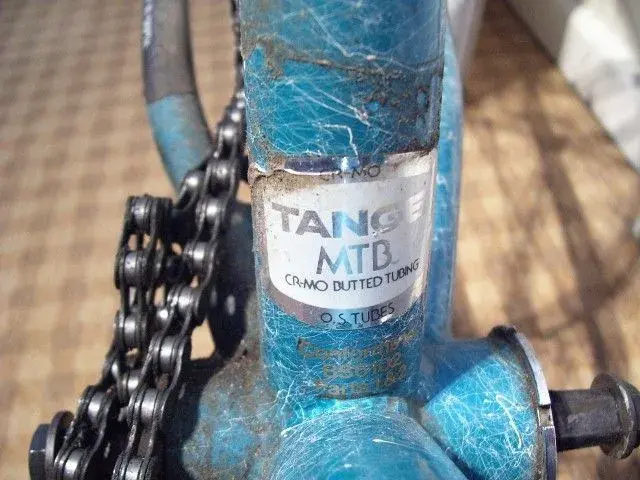 CR-MO
TANGE
MTB
CR-MO BUTTED TUBING
O.S. TUBES